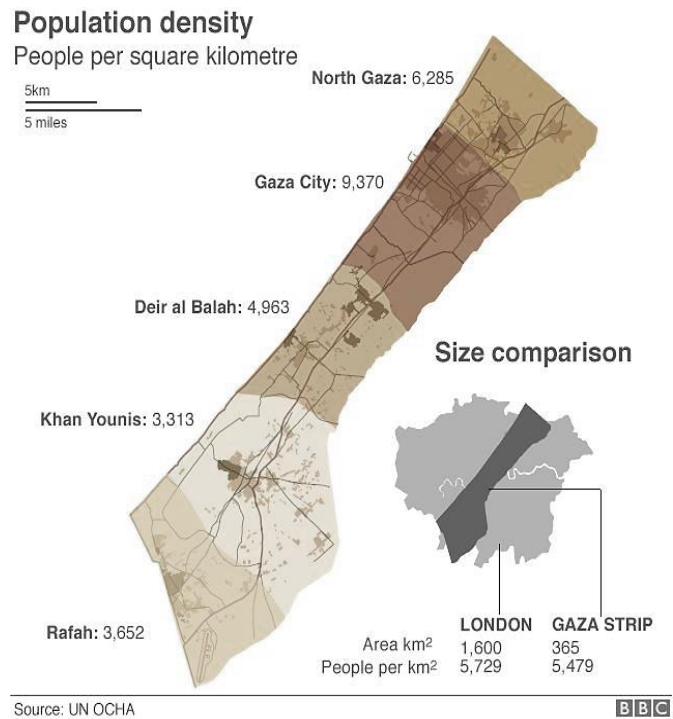 Population density
People per square kilometre
5km
5 miles
North Gaza: 6,285
Gaza City: 9,370
Deir al Balah: 4,963
Khan Younis: 3,313
Rafah: 3,652
Size comparison
LONDON GAZA STRIP
Area km² 1,600 365
People per km² 5,729 5,479
Source: UN OCHA
BBC